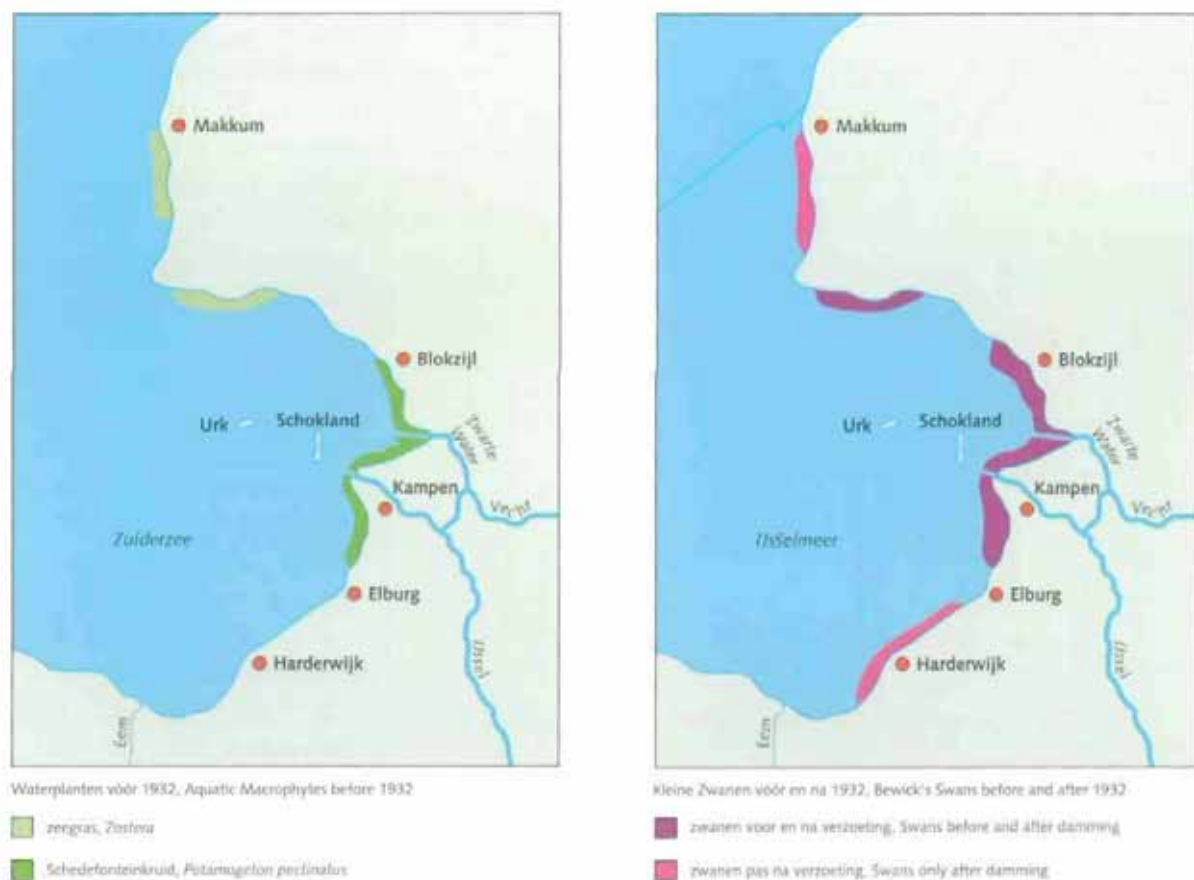 Makkum
Blokzijl
Urk
Schokland
Zwarte
Water
Kampen
Vecht
Zuiderzee
Elburg
IJssel
Harderwijk
Eem
Waterplanten vóór 1932, Aquatic Macrophytes before 1932
zeegras, Zostera
Schedefonteinkruid, Potamogeton pectinatus
Makkum
Blokzijl
Urk
Schokland
Zwarte
Water
Kampen
Vecht
IJsselmeer
Elburg
IJssel
Harderwijk
Eem
Kleine Zwanen vóór en na 1932, Bewick's Swans before and after 1932
zwanen voor en na verzoeting, Swans before and after damming
zwanen pas na verzoeting, Swans only after damming